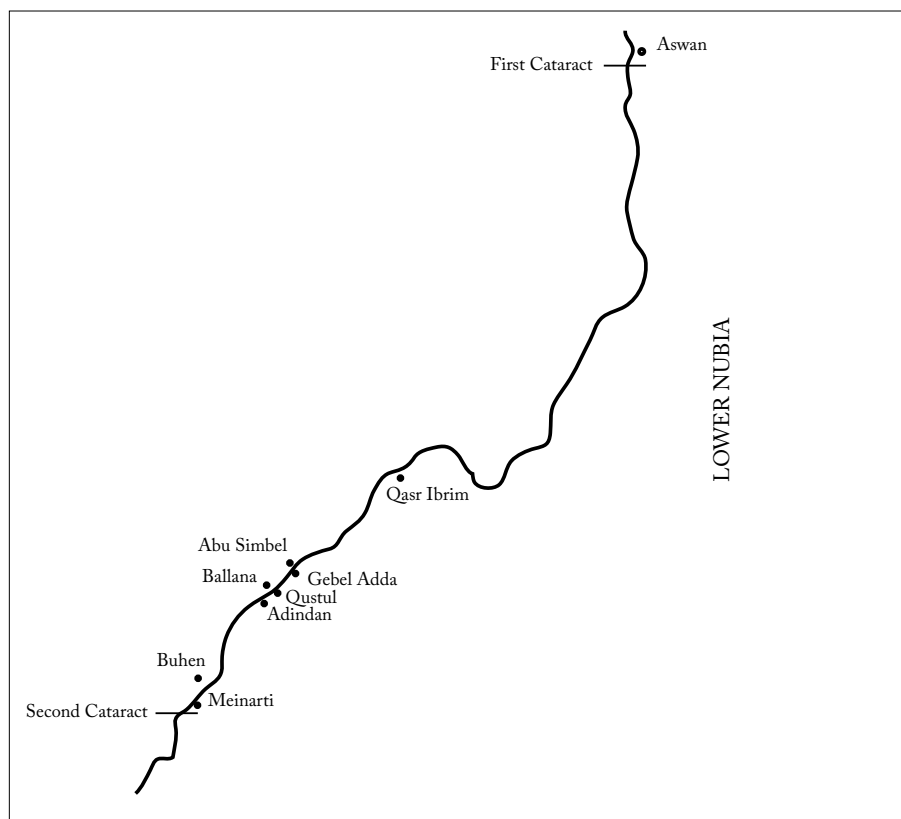 Aswan
First Cataract
LOWER NUBIA
Qasr Ibrim
Abu Simbel
Gebel Adda
Ballana
Qustul
Adindan
Buhen
Meinarti
Second Cataract